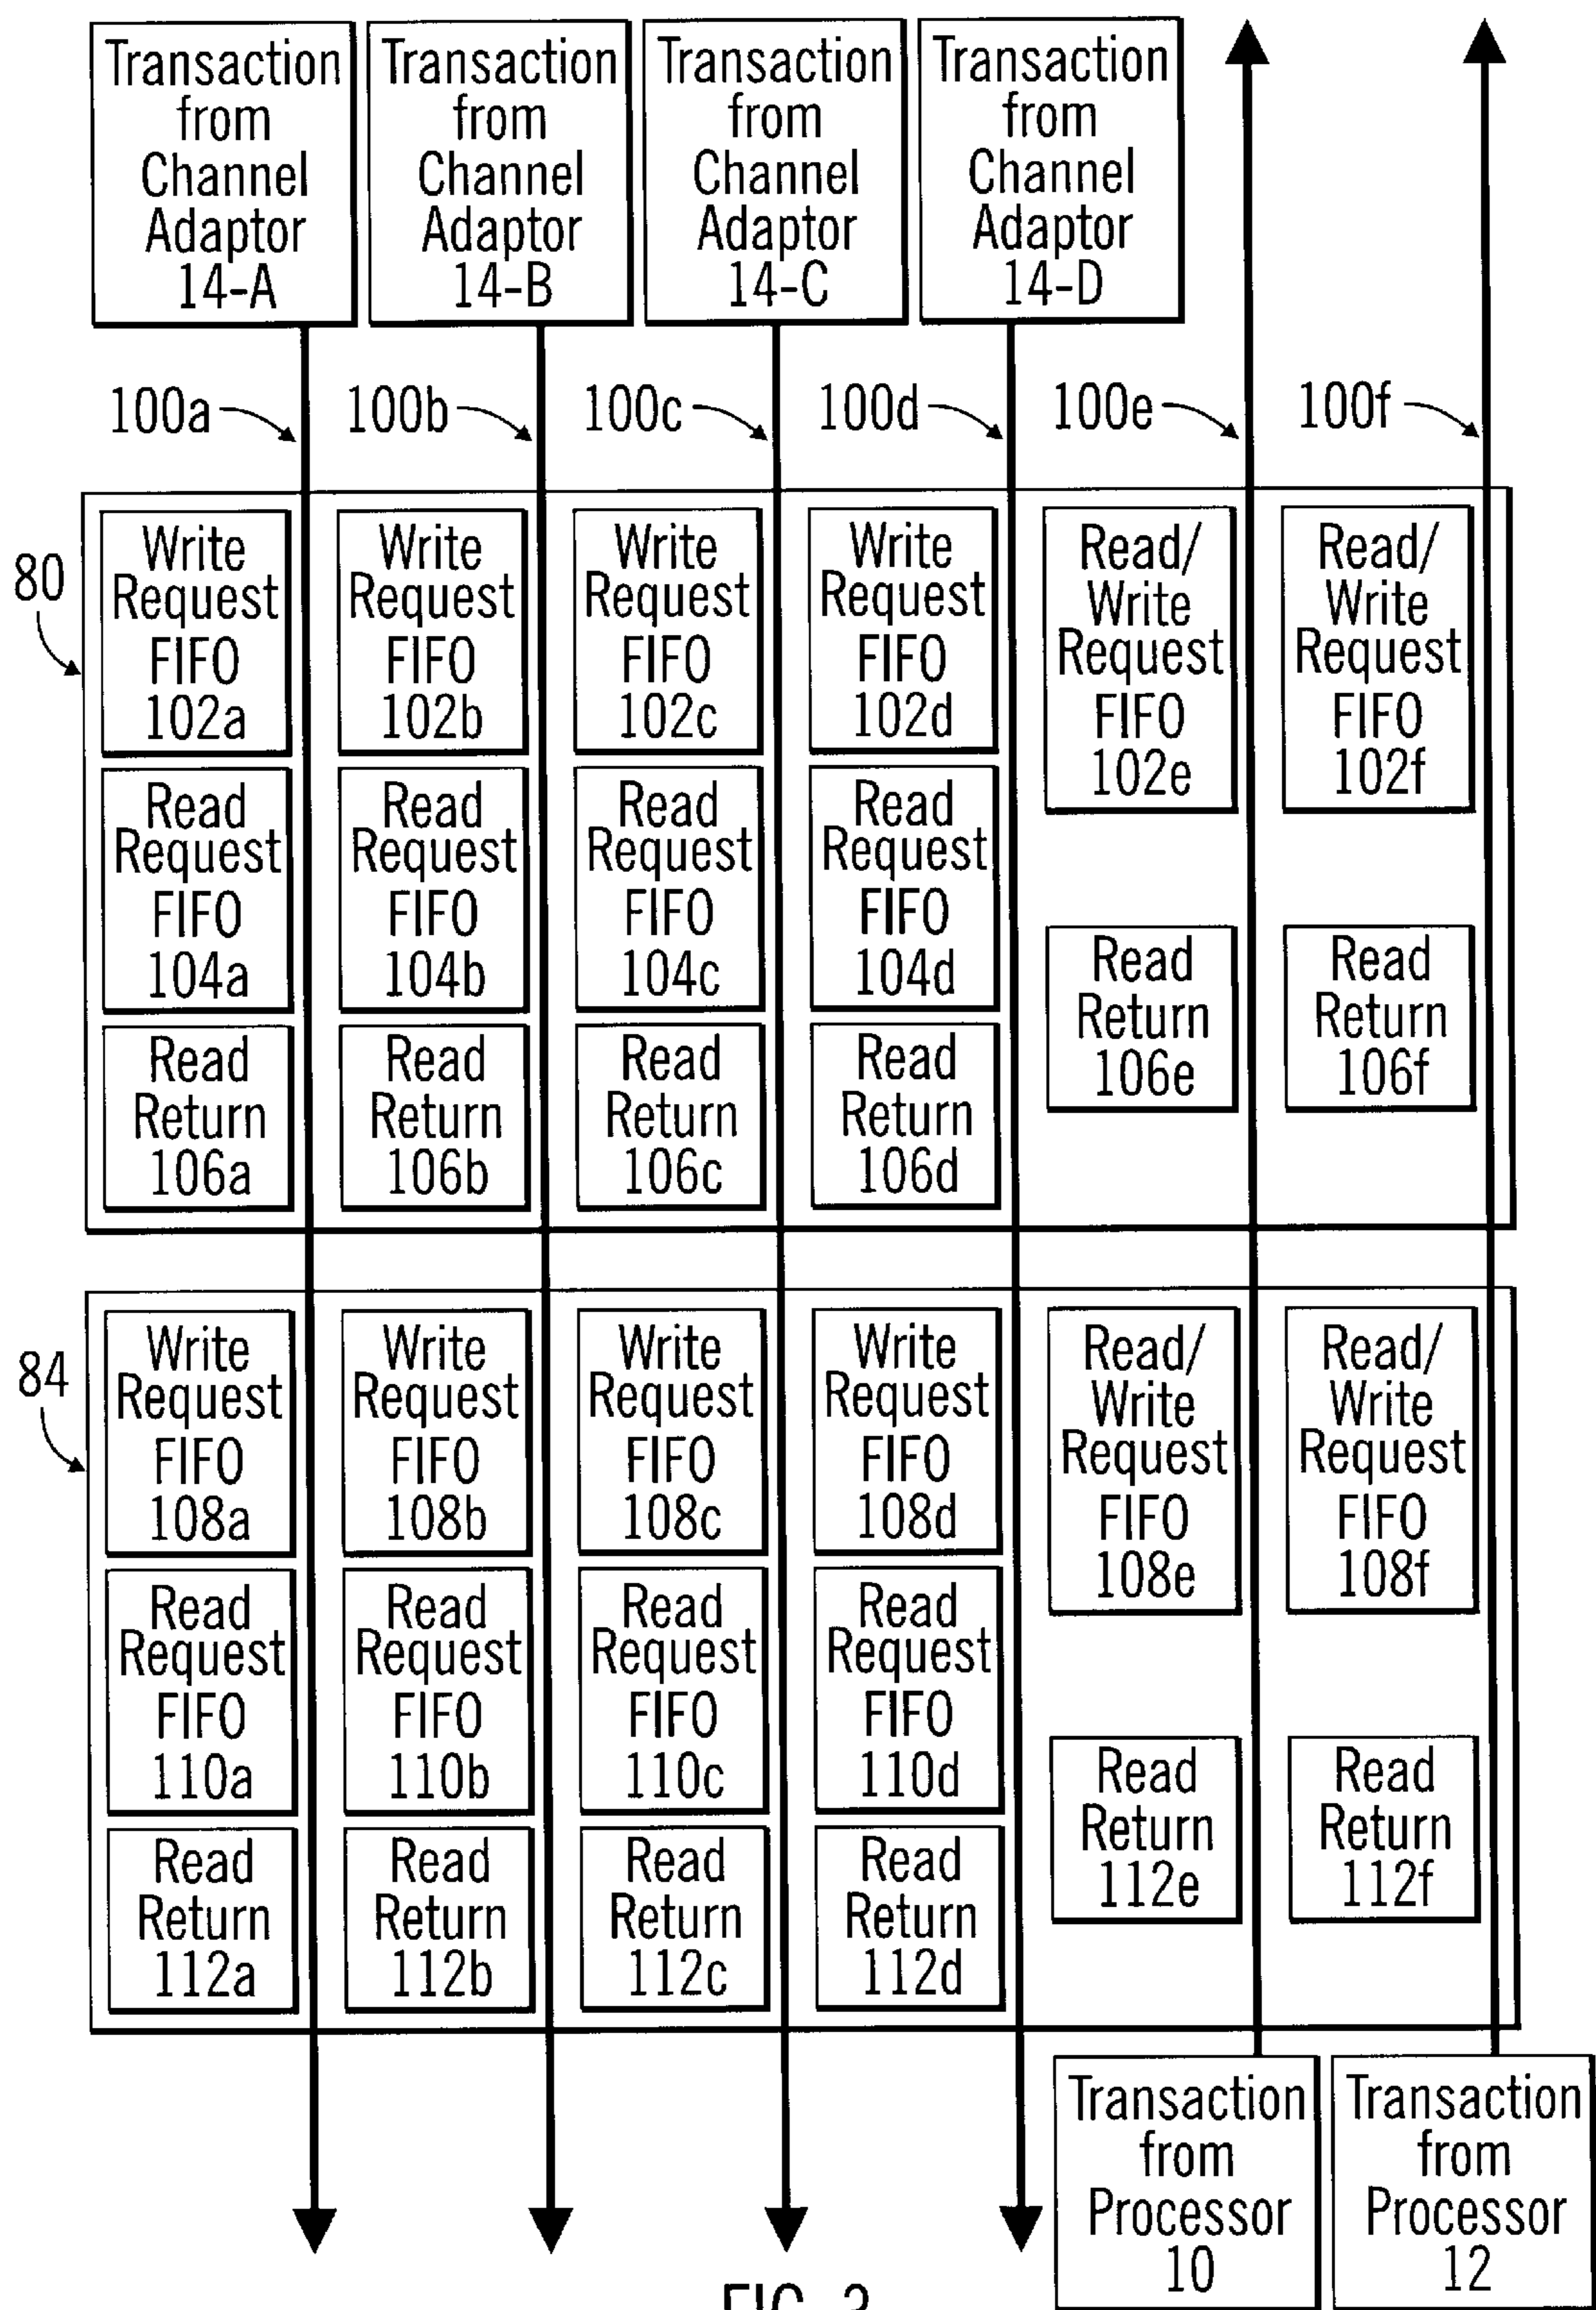 Transaction
from
Channel
Adaptor
14-A
Transaction
from
Channel
Adaptor
14-B
Transaction
from
Channel
Adaptor
14-C
Transaction
from
Channel
Adaptor
14-D
100a
100b
100c
100d
100e
100f
80
Write
Request
FIFO
102a
Write
Request
FIFO
102b
Write
Request
FIFO
102c
Write
Request
FIFO
102d
Read/
Write
Request
FIFO
102e
Read/
Write
Request
FIFO
102f
Read
Request
FIFO
104a
Read
Request
FIFO
104b
Read
Request
FIFO
104c
Read
Request
FIFO
104d
Read
Return
106a
Read
Return
106b
Read
Return
106c
Read
Return
106d
Read
Return
106e
Read
Return
106f
84
Write
Request
FIFO
108a
Write
Request
FIFO
108b
Write
Request
FIFO
108c
Write
Request
FIFO
108d
Read/
Write
Request
FIFO
108e
Read/
Write
Request
FIFO
108f
Read
Request
FIFO
110a
Read
Request
FIFO
110b
Read
Request
FIFO
110c
Read
Request
FIFO
110d
Read
Return
112a
Read
Return
112b
Read
Return
112c
Read
Return
112d
Read
Return
112e
Read
Return
112f
Transaction
from
Processor
10
Transaction
from
Processor
12
FIG. 3